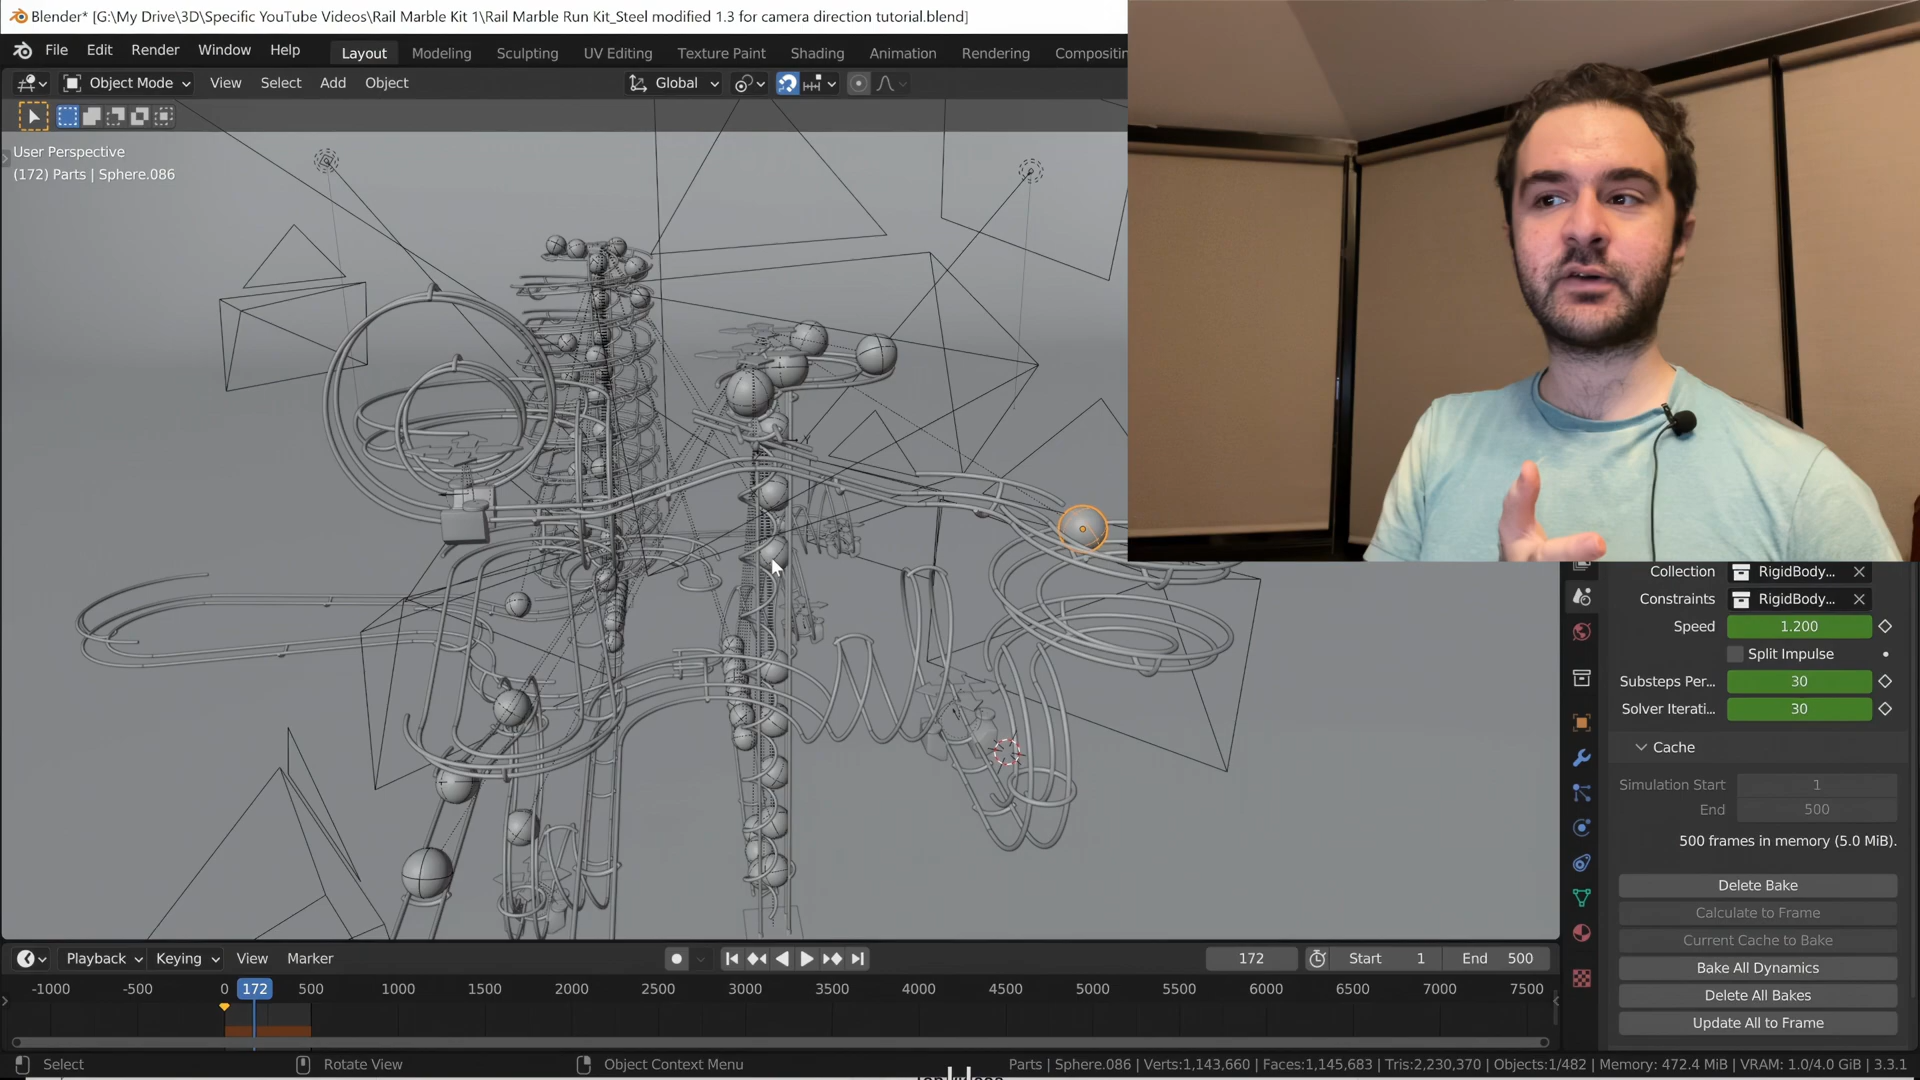 Blender* [G:\My Drive\3D\Specific YouTube Videos\Rail Marble Kit 1\Rail Marble Run Kit_Steel modified 1.3 for camera direction tutorial.blend]
File Edit Render Window Help Layout Modeling Sculpting UV Editing Texture Paint Shading Animation Rendering Compositin
Object Mode View Select Add Object Global
User Perspective
(172) Parts | Sphere.086
Collection RigidBody...
Constraints RigidBody...
Speed 1.200
Split Impulse
Substeps Per... 30
Solver Iterati... 30
Cache
Simulation Start 1
End 500
500 frames in memory (5.0 MiB).
Delete Bake
Calculate to Frame
Current Cache to Bake
Bake All Dynamics
Delete All Bakes
Update All to Frame
Playback Keying View Marker 172 Start 1 End 500
-1000 -500 0 172 500 1000 1500 2000 2500 3000 3500 4000 4500 5000 5500 6000 6500 7000 7500
Select Rotate View Object Context Menu Parts | Sphere.086 | Verts:1,143,660 | Faces:1,145,683 | Tris:2,230,370 | Objects:1/482 | Memory: 472.4 MiB | VRAM: 1.0/4.0 GiB | 3.3.1